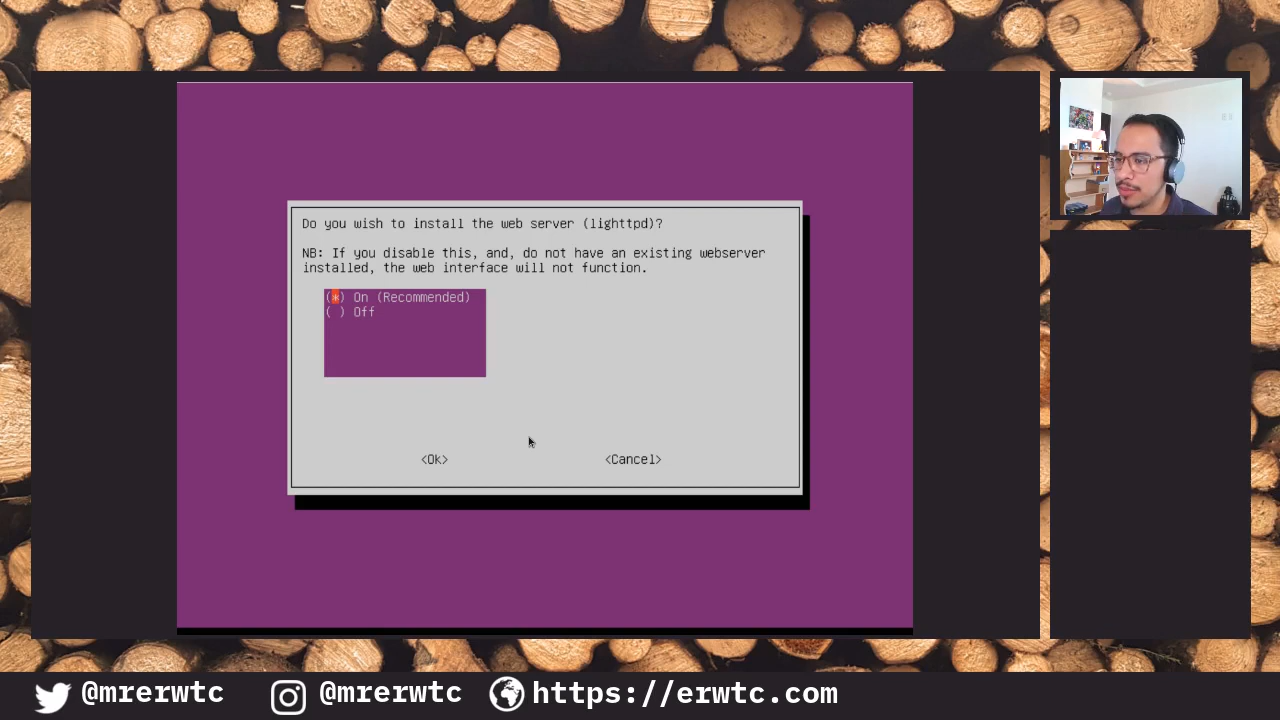 Do you wish to install the web server (lighttpd)?
NB: If you disable this, and, do not have an existing webserver
installed, the web interface will not function.
(*) On (Recommended)
( ) Off
<Ok> <Cancel>
@mrerwtc @mrerwtc https://erwtc.com